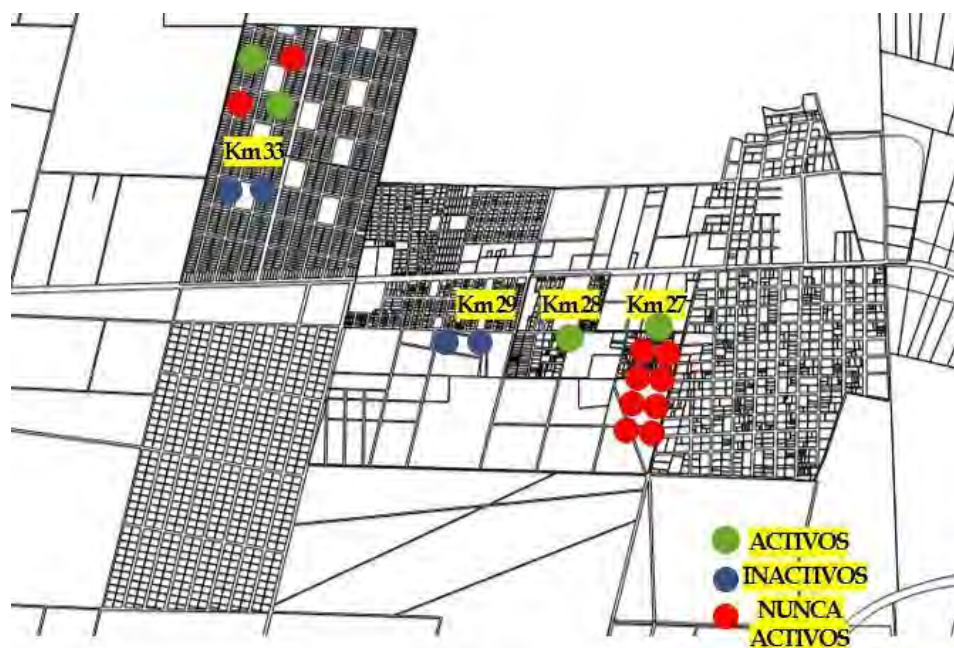 Km 33
Km 29
Km 28
Km 27
ACTIVOS
INACTIVOS
NUNCA
ACTIVOS